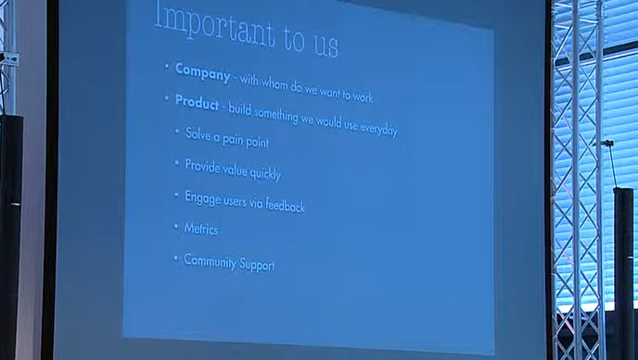 Important to us
• Company - with whom do we want to work
• Product - build something we would use everyday
• Solve a pain point
• Provide value quickly
• Engage users via feedback
• Metrics
• Community Support